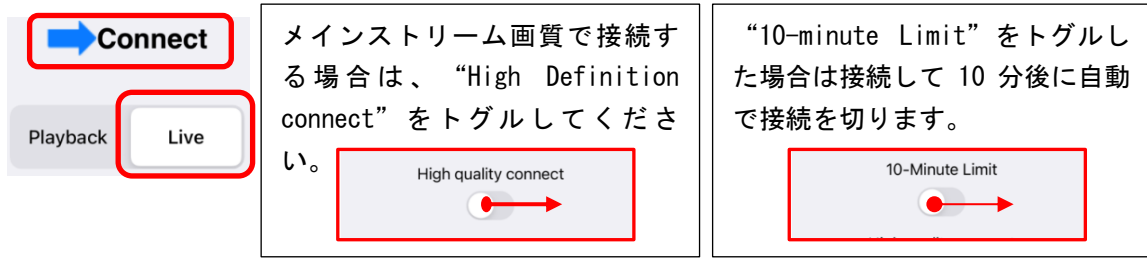 Connect
Playback
Live
メインストリーム画質で接続す
る場合は、“High Definition
connect”をトグルしてくださ
い。
High quality connect
“10-minute Limit”をトグルし
た場合は接続して 10 分後に自動
で接続を切ります。
10-Minute Limit